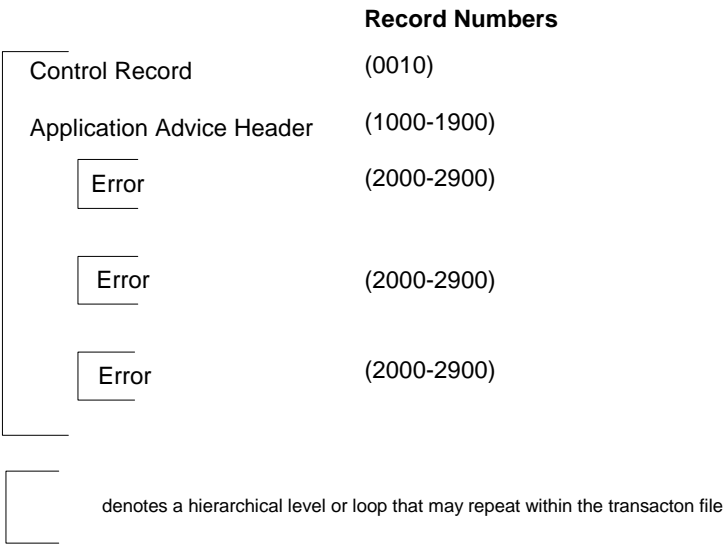 Record Numbers
Control Record (0010)
Application Advice Header (1000-1900)
Error (2000-2900)
Error (2000-2900)
Error (2000-2900)
denotes a hierarchical level or loop that may repeat within the transacton file